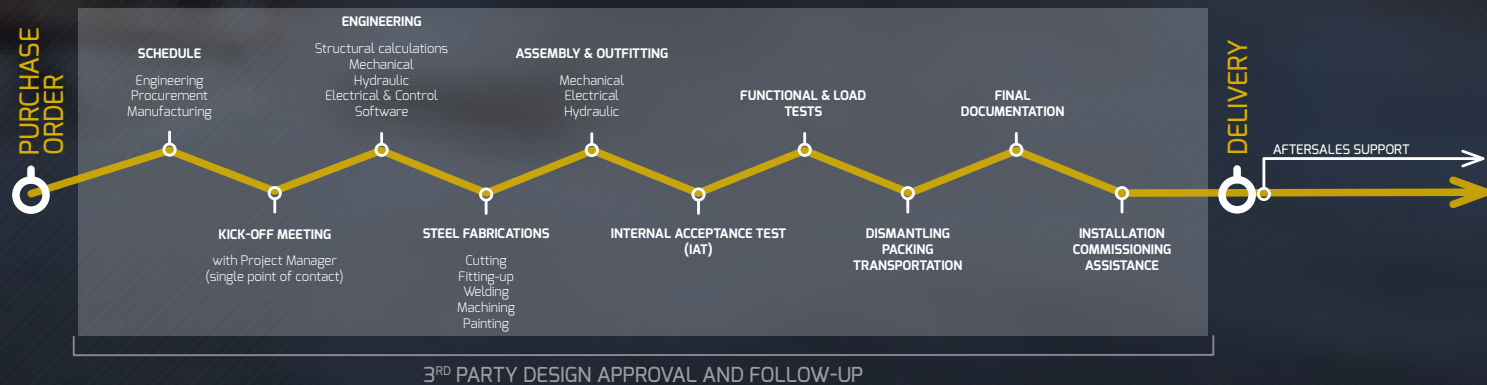 PURCHASE
ORDER
SCHEDULE
Engineering
Procurement
Manufacturing
KICK-OFF MEETING
with Project Manager
(single point of contact)
ENGINEERING
Structural calculations
Mechanical
Hydraulic
Electrical & Control
Software
STEEL FABRICATIONS
Cutting
Fitting-up
Welding
Machining
Painting
ASSEMBLY & OUTFITTING
Mechanical
Electrical
Hydraulic
INTERNAL ACCEPTANCE TEST
(IAT)
FUNCTIONAL & LOAD
TESTS
DISMANTLING
PACKING
TRANSPORTATION
FINAL
DOCUMENTATION
INSTALLATION
COMMISSIONING
ASSISTANCE
DELIVERY
AFTERSALES SUPPORT
3RD PARTY DESIGN APPROVAL AND FOLLOW-UP